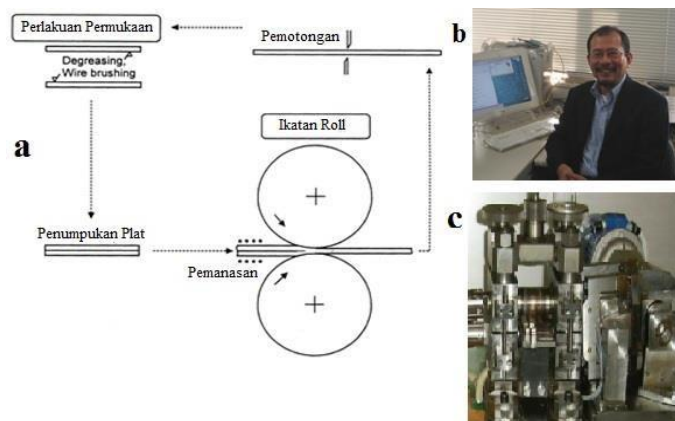 Perlakuan Permukaan
Degreasing,
Wire brushing
Pemotongan
b
a
Ikatan Roll
Penumpukan Plat
Pemanasan
c